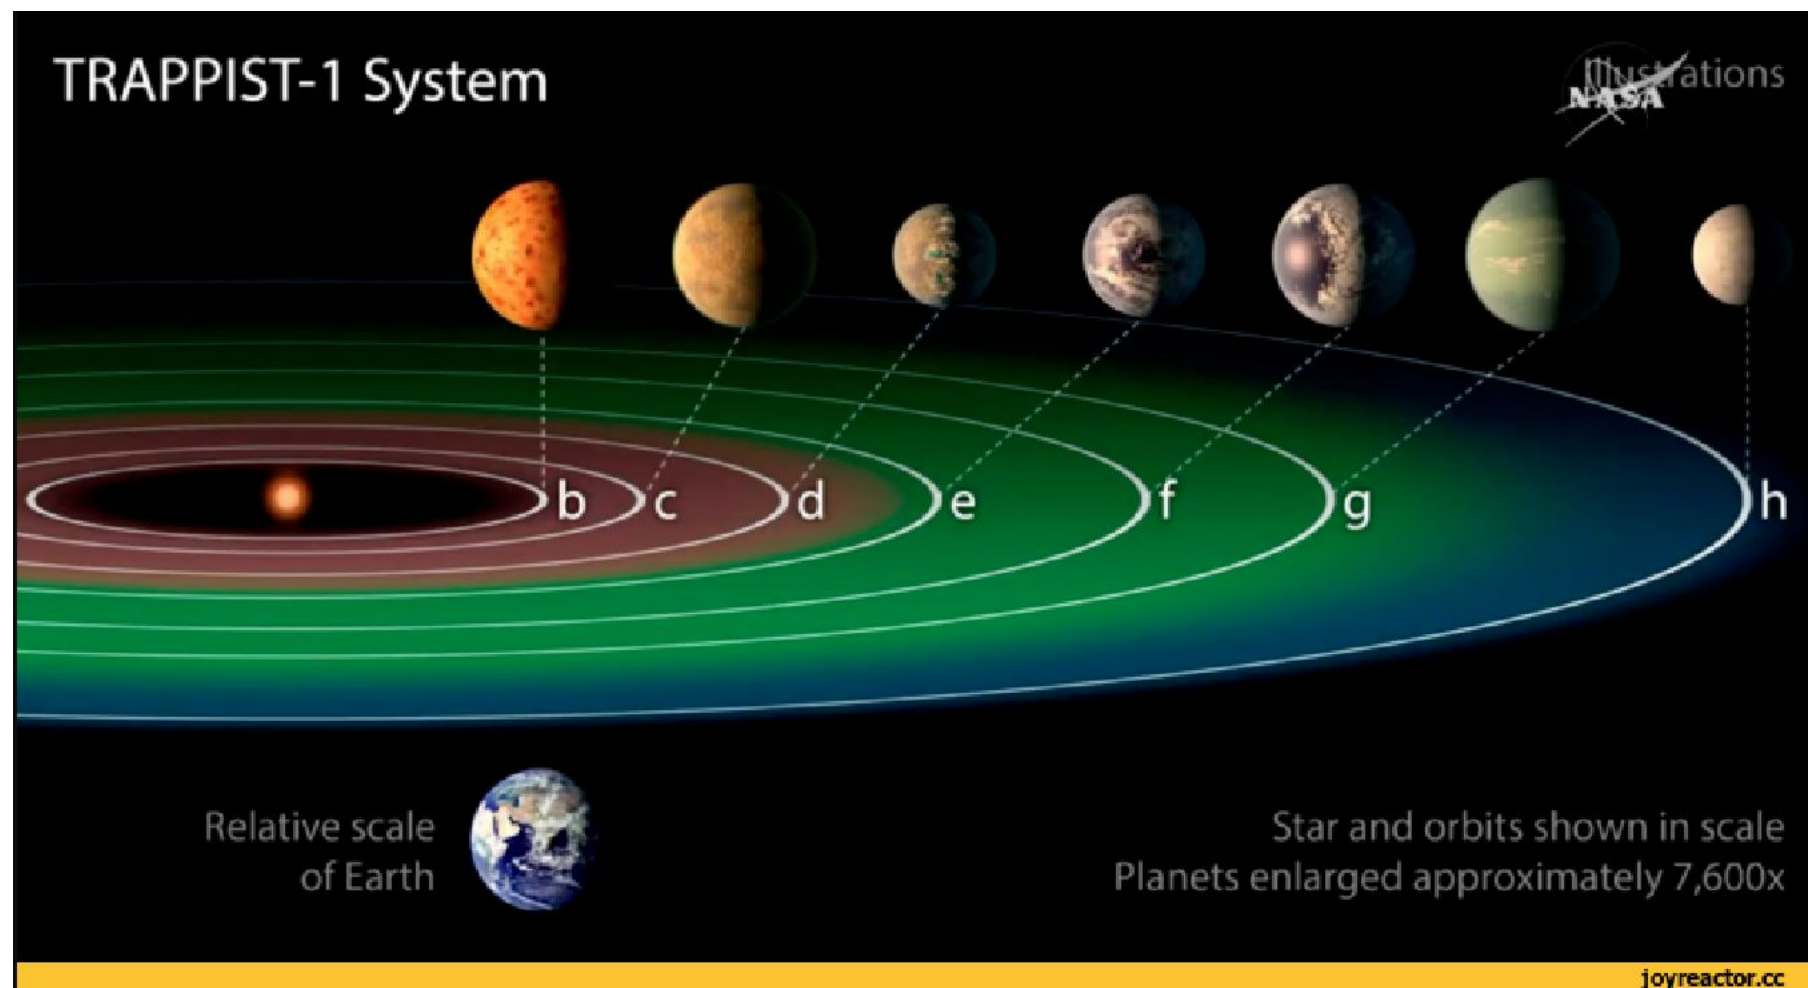 TRAPPIST-1 System
Illustrations
NASA
b
c
d
e
f
g
h
Relative scale
of Earth
Star and orbits shown in scale
Planets enlarged approximately 7,600x
joyreactor.cc